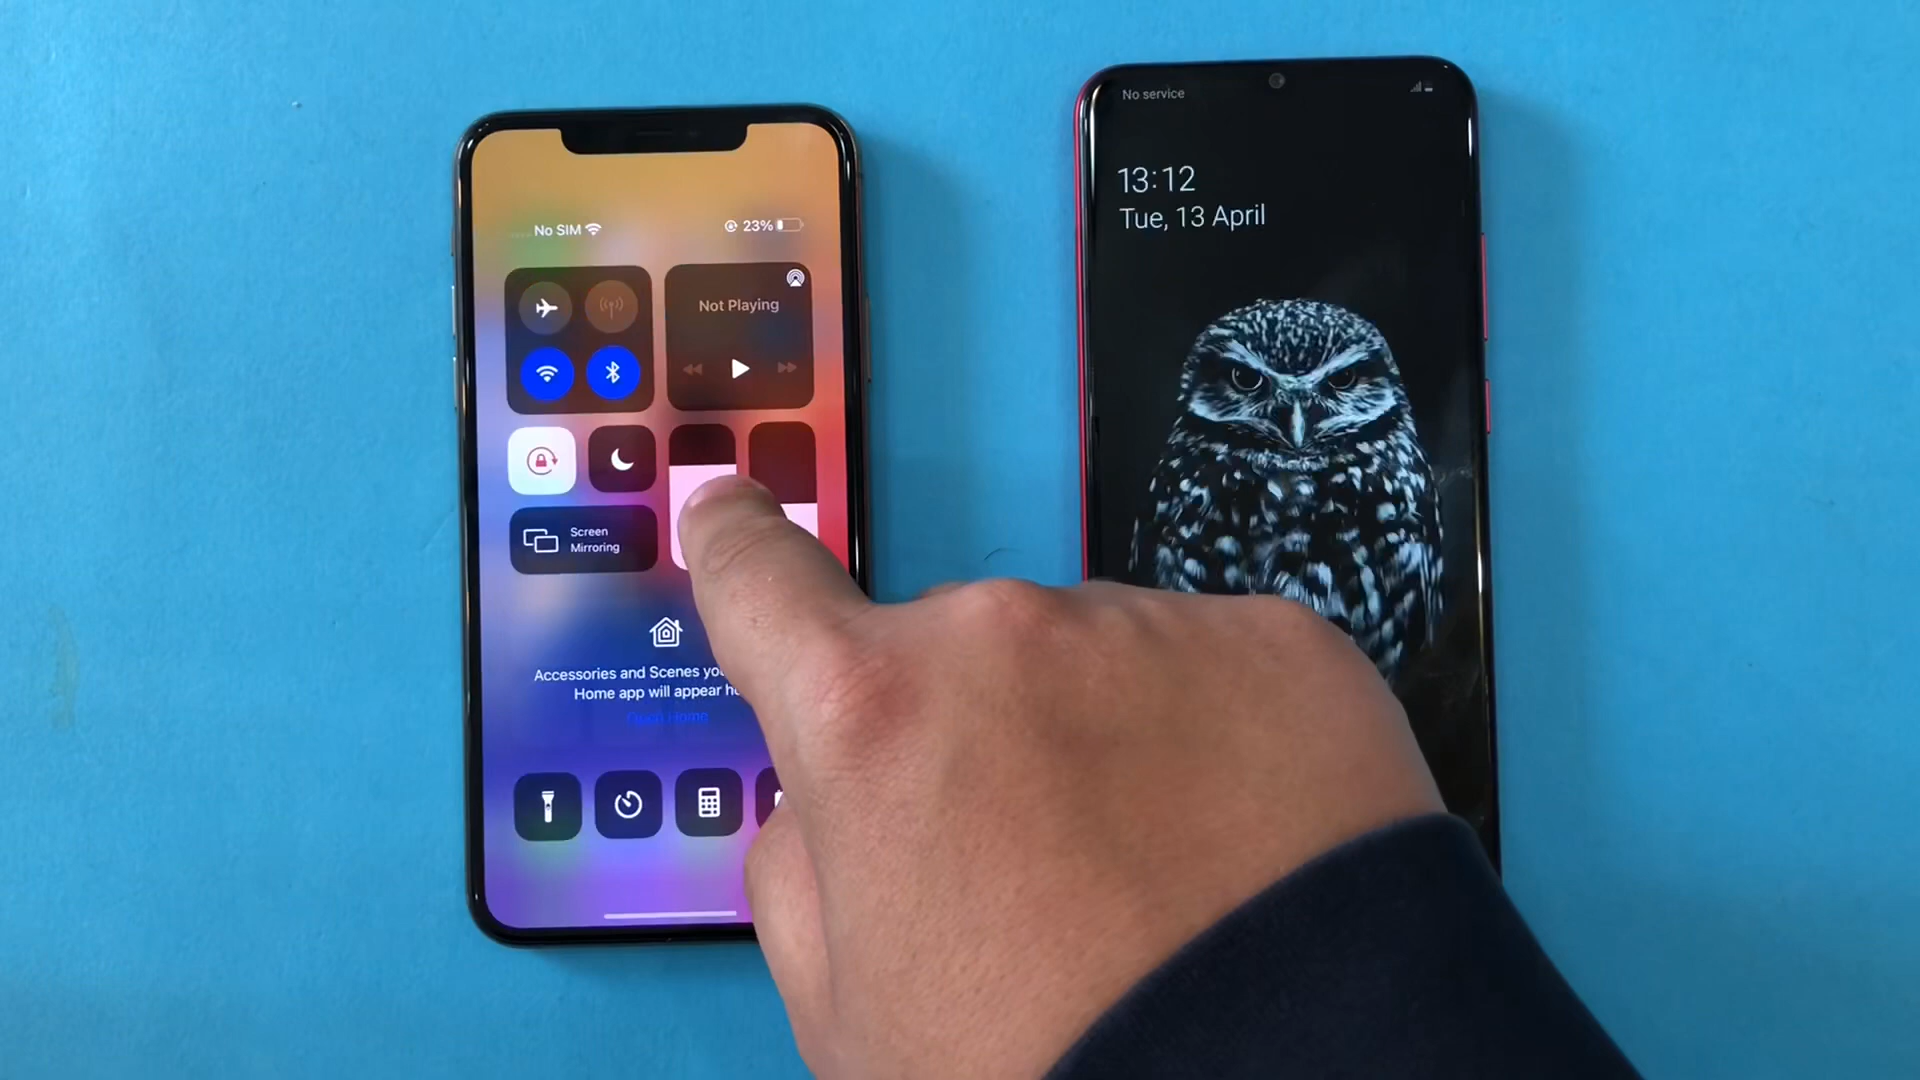 No SIM
23%
Not Playing
Screen
Mirroring
Accessories and Scenes
Home app will appear
No service
13:12
Tue, 13 April